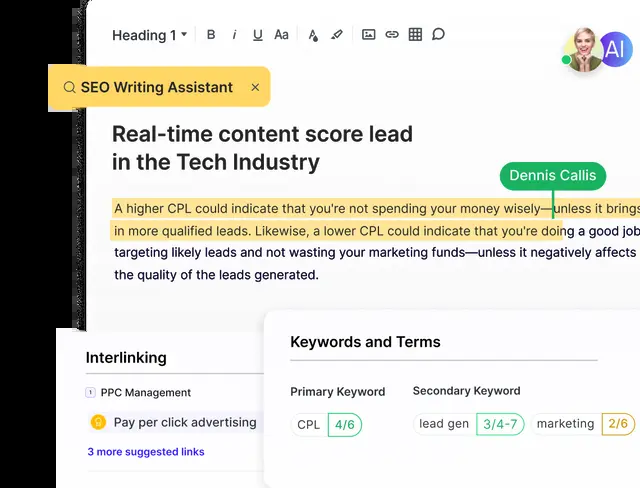 Heading 1
B i U Aa A
AI
SEO Writing Assistant ×
Real-time content score lead
in the Tech Industry
Dennis Callis
A higher CPL could indicate that you're not spending your money wisely—unless it brings
in more qualified leads. Likewise, a lower CPL could indicate that you're doing a good job
targeting likely leads and not wasting your marketing funds—unless it negatively affects
the quality of the leads generated.
Interlinking
1 PPC Management
Pay per click advertising
3 more suggested links
Keywords and Terms
Primary Keyword Secondary Keyword
CPL 4/6 lead gen 3/4-7 marketing 2/6